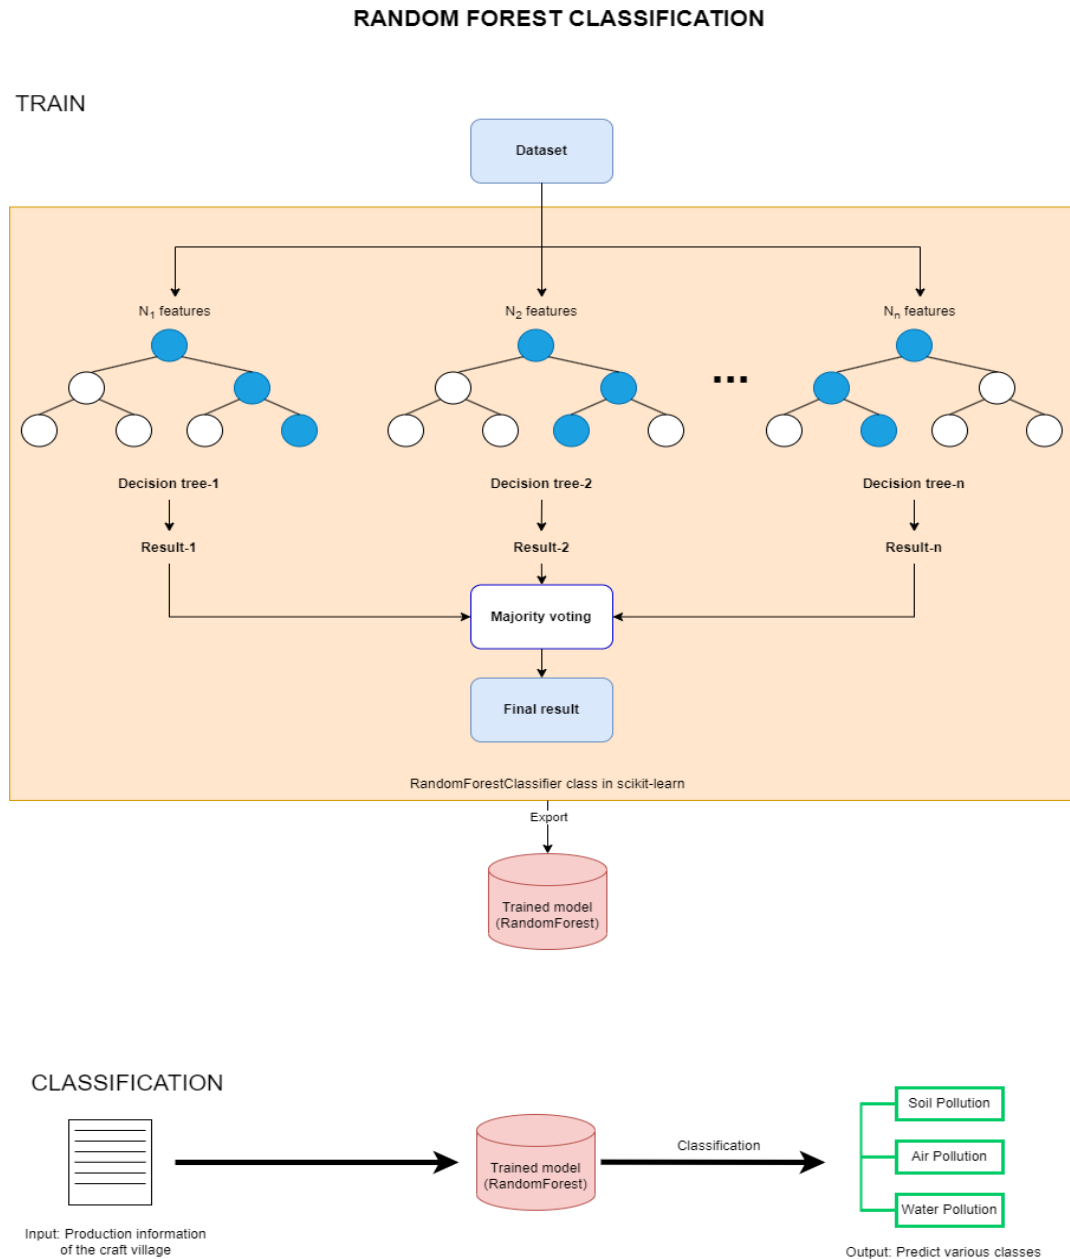 RANDOM FOREST CLASSIFICATION
TRAIN
Dataset
N1 features
N2 features
Nn features
...
Decision tree-1
Decision tree-2
Decision tree-n
Result-1
Result-2
Result-n
Majority voting
Final result
RandomForestClassifier class in scikit-learn
Export
Trained model
(RandomForest)
CLASSIFICATION
Input: Production information
of the craft village
Trained model
(RandomForest)
Classification
Soil Pollution
Air Pollution
Water Pollution
Output: Predict various classes